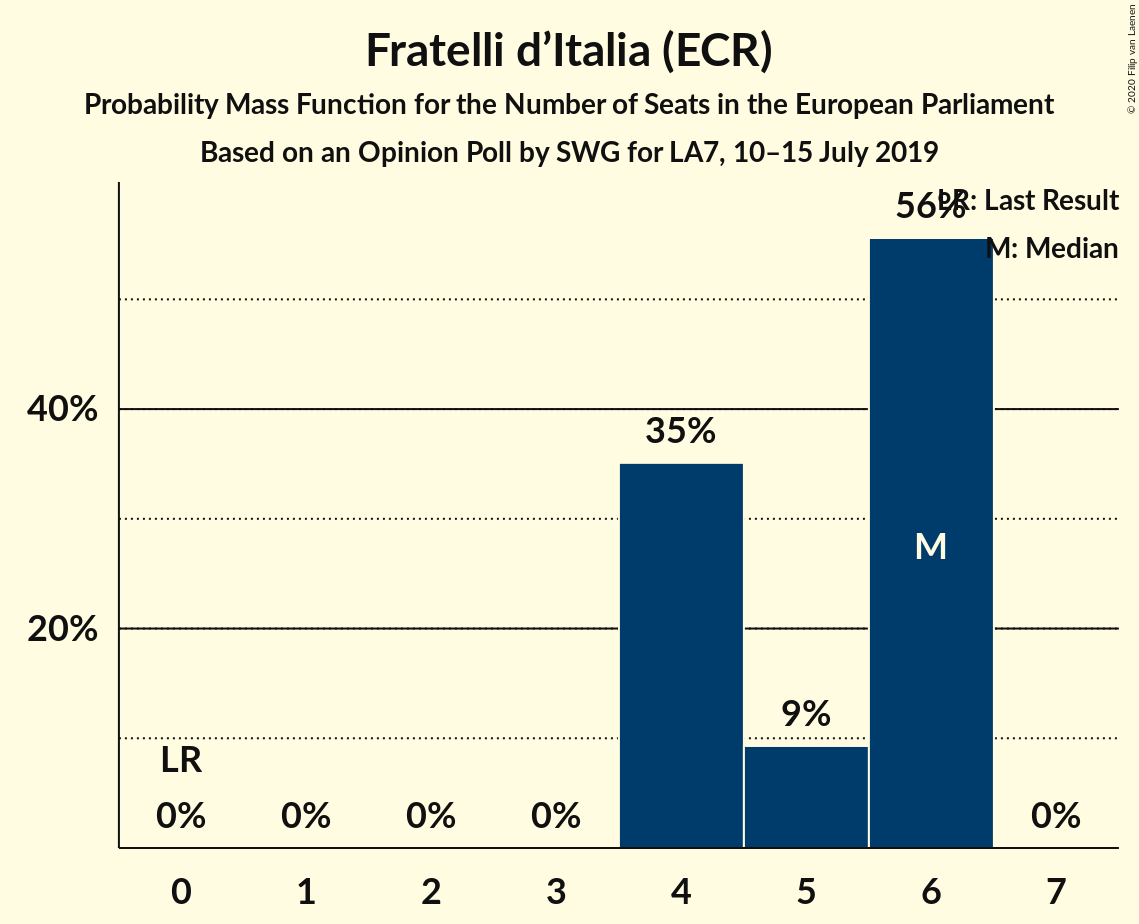 Fratelli d’Italia (ECR)
Probability Mass Function for the Number of Seats in the European Parliament
Based on an Opinion Poll by SWG for LA7, 10–15 July 2019
© 2020 Filip van Laenen
LR: Last Result
M: Median
56%
40%
35%
M
20%
9%
LR
0% 0% 0% 0% 0%
0 1 2 3 4 5 6 7